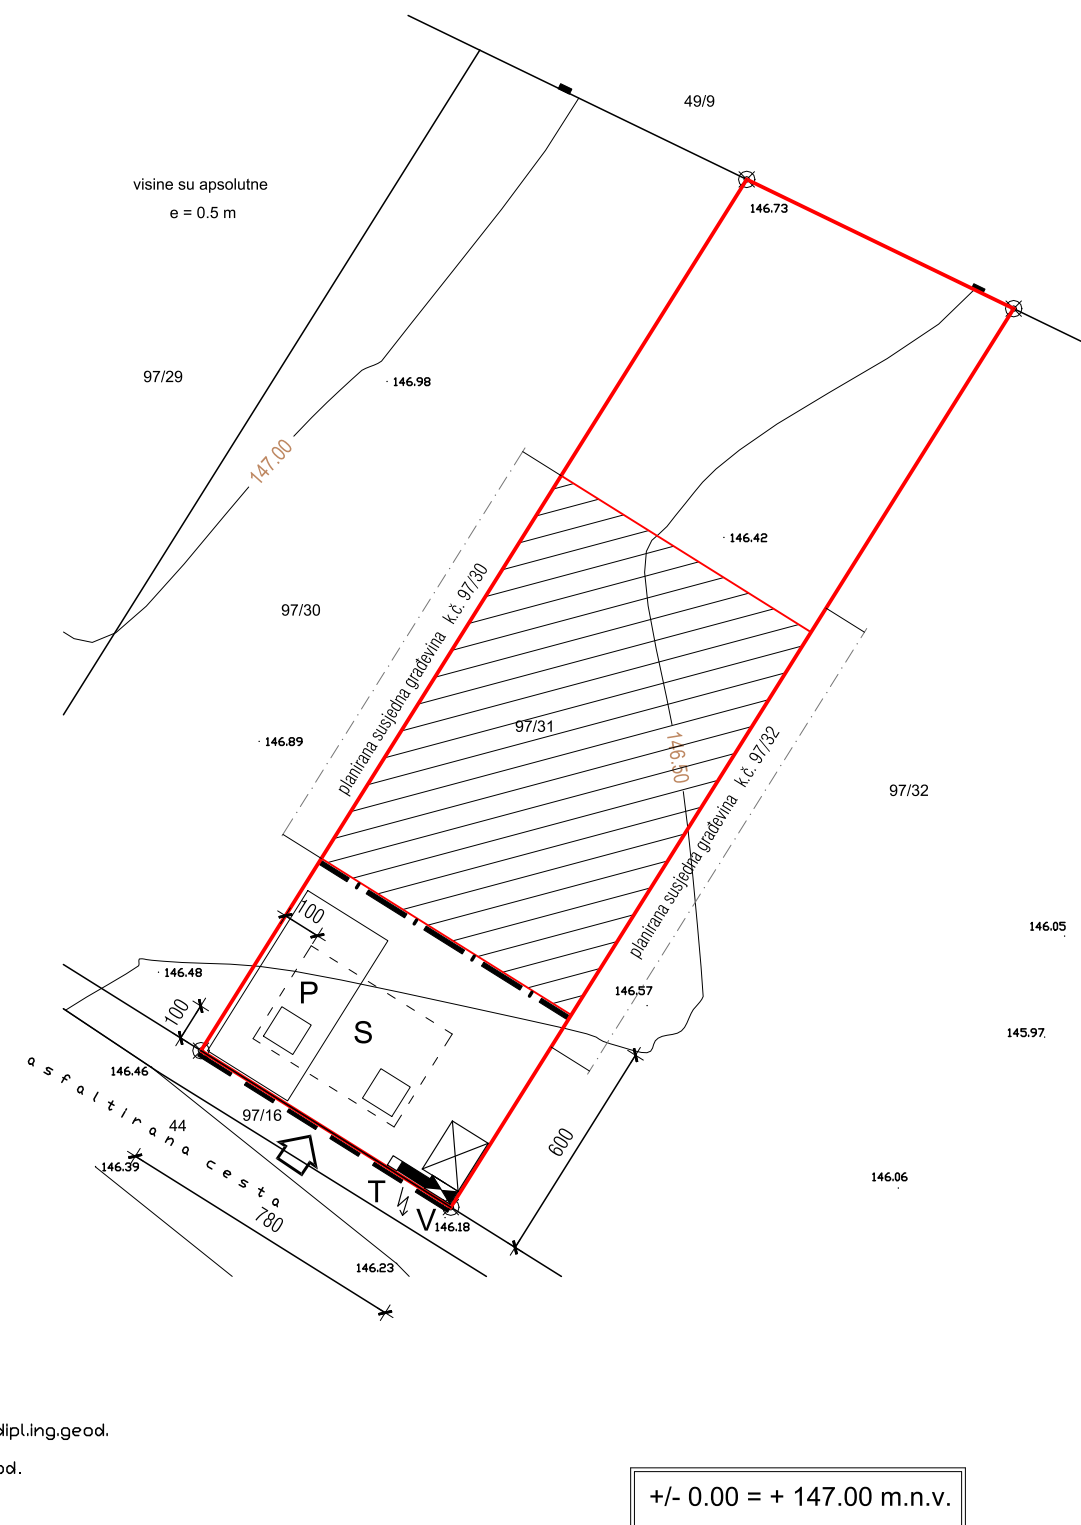 49/9
visine su apsolutne
e = 0.5 m
146.73
97/29
146.98
147.00
146.42
97/30
planirana susjedna građevina k.č. 97/30
97/31
146.89
146.50
planirana susjedna građevina k.č. 97/32
97/32
100
146.05
146.48
P
146.57
100
S
145.97
146.46
asfaltirana cesta
97/16
44
600
146.39
146.06
T
V
146.18
780
146.23
dipl.ing.geod.
od.
+/- 0.00 = + 147.00 m.n.v.